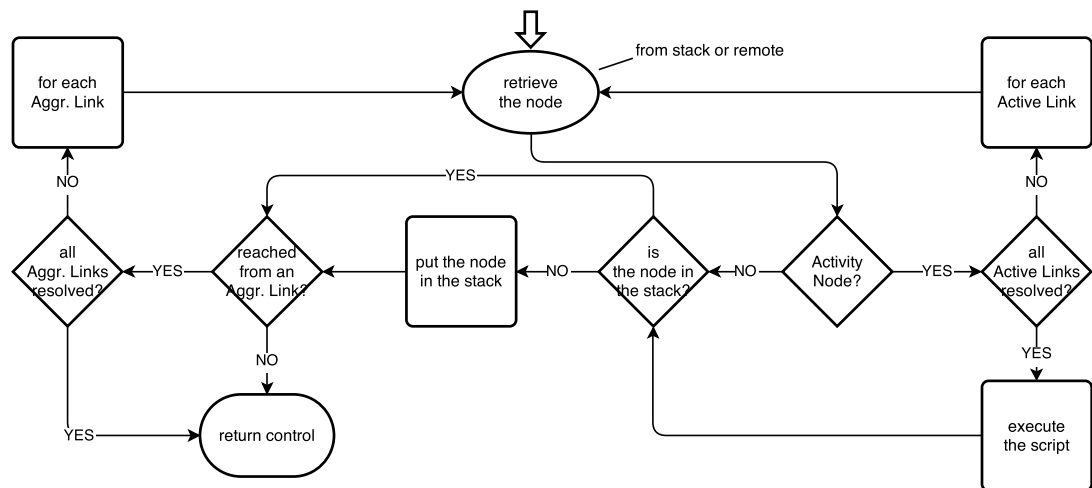 from stack or remote
for each
Aggr. Link
retrieve
the node
for each
Active Link
NO
YES
NO
all
Aggr. Links
resolved?
YES
reached
from an
Aggr. Link?
put the node
in the stack
NO
is
the node in
the stack?
NO
Activity
Node?
YES
all
Active Links
resolved?
NO
YES
YES
return control
execute
the script